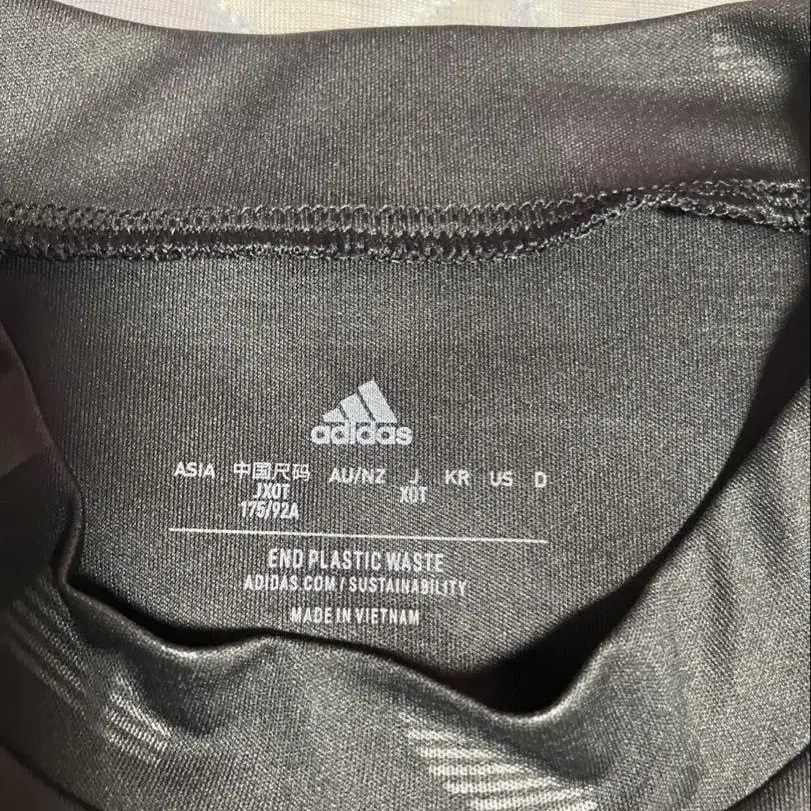 adidas
ASIA 中国尺码 AU/NZ J KR US D
JXOT XOT
175/92A
END PLASTIC WASTE
ADIDAS.COM / SUSTAINABILITY
MADE IN VIETNAM